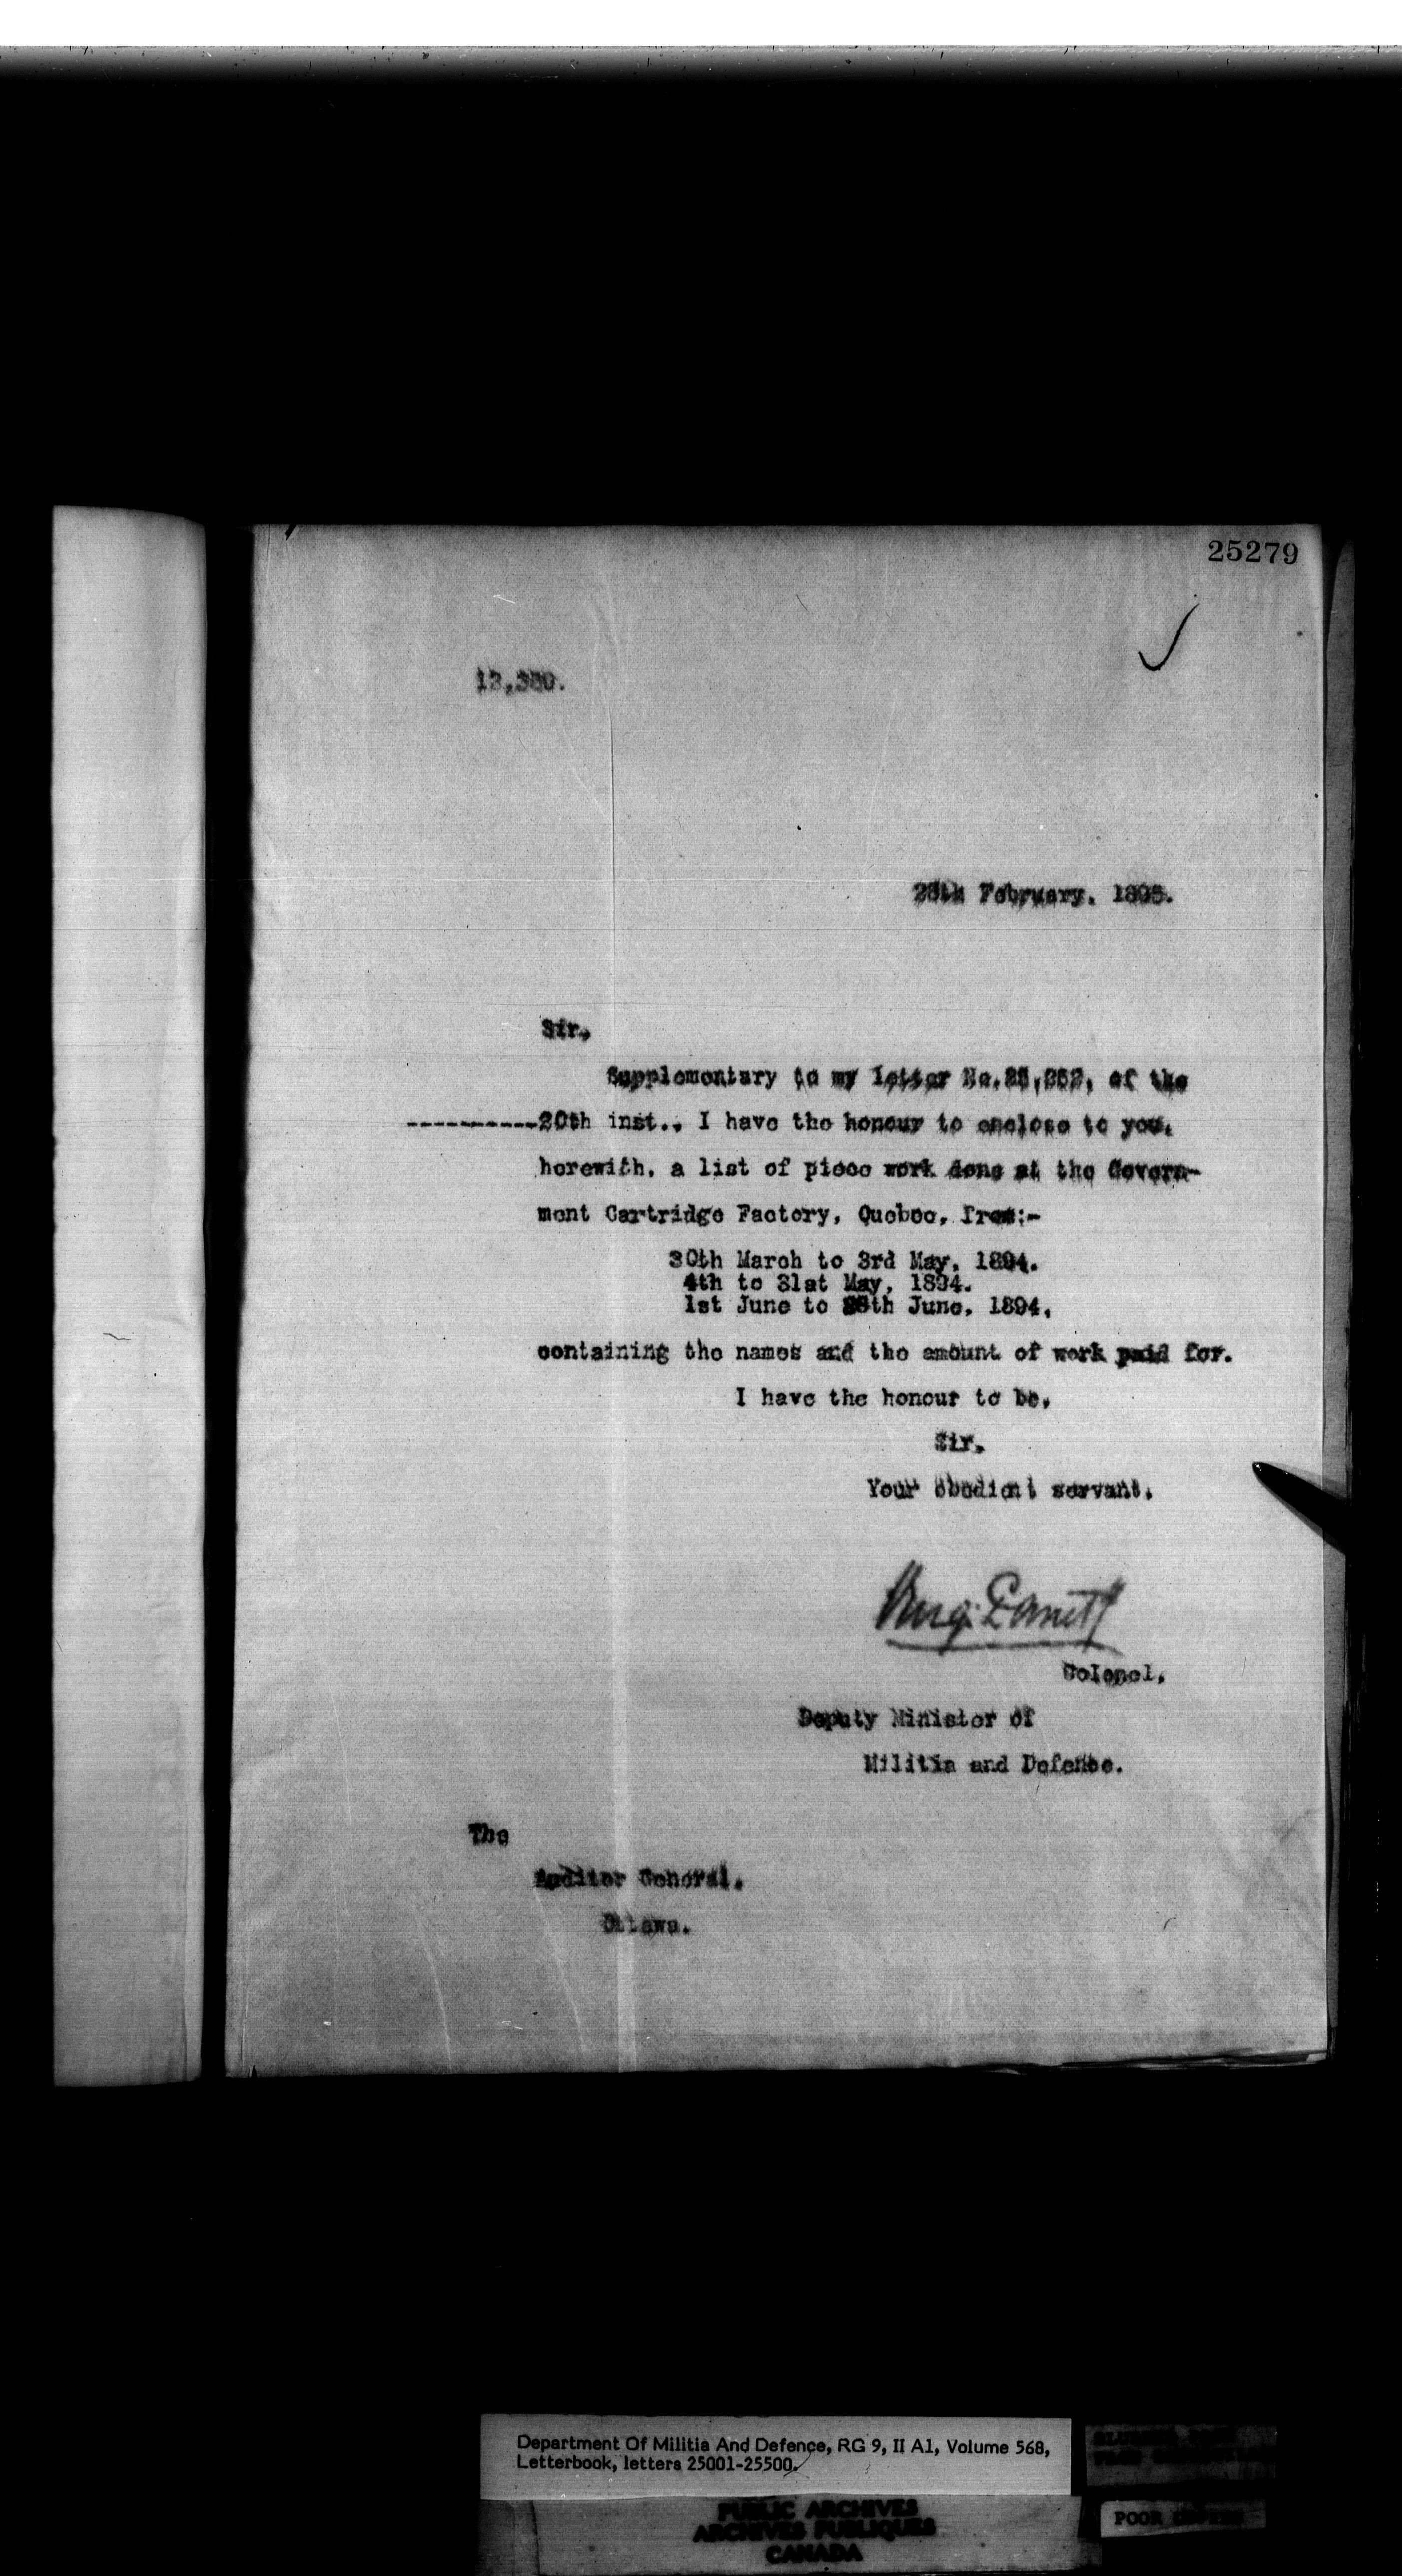 25279
13,380.
February, 1895.
Sir,
Supplementary to my letter No. of the
----------20th inst., I have the honour to enclose to you,
herewith, a list of piece work done at the Govern-
ment Cartridge Factory, Quebec, from:-
30th March to 3rd May, 1894.
4th to 31st May, 1894.
1st June to 28th June, 1894,
containing the names and the amount of work paid for.
I have the honour to be,
Sir,
Your obedient servant,
Colonel,
Deputy Minister of
Militia and Defence.
The
Auditor General,
Ottawa.
Department Of Militia And Defence, RG 9, II A1, Volume 568,
Letterbook, letters 25001-25500.
PUBLIC ARCHIVES
ARCHIVES PUBLIQUES
CANADA
POOR